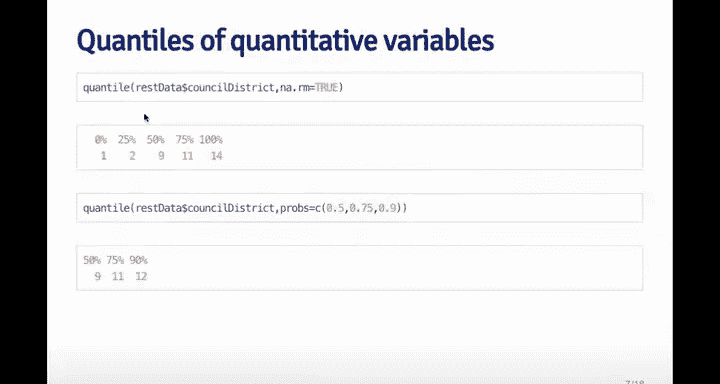 Quantiles of quantitative variables
quantile(restData$councilDistrict,na.rm=TRUE)
0% 25% 50% 75% 100%
1 2 9 11 14
quantile(restData$councilDistrict,probs=c(0.5,0.75,0.9))
50% 75% 90%
9 11 12